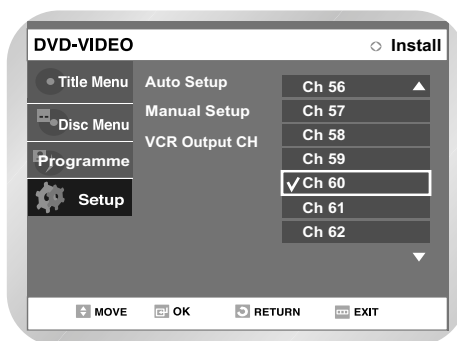 DVD-VIDEO
Install
Title Menu
Disc Menu
Programme
Setup
Auto Setup
Manual Setup
VCR Output CH
Ch 56
Ch 57
Ch 58
Ch 59
Ch 60
Ch 61
Ch 62
MOVE OK RETURN EXIT